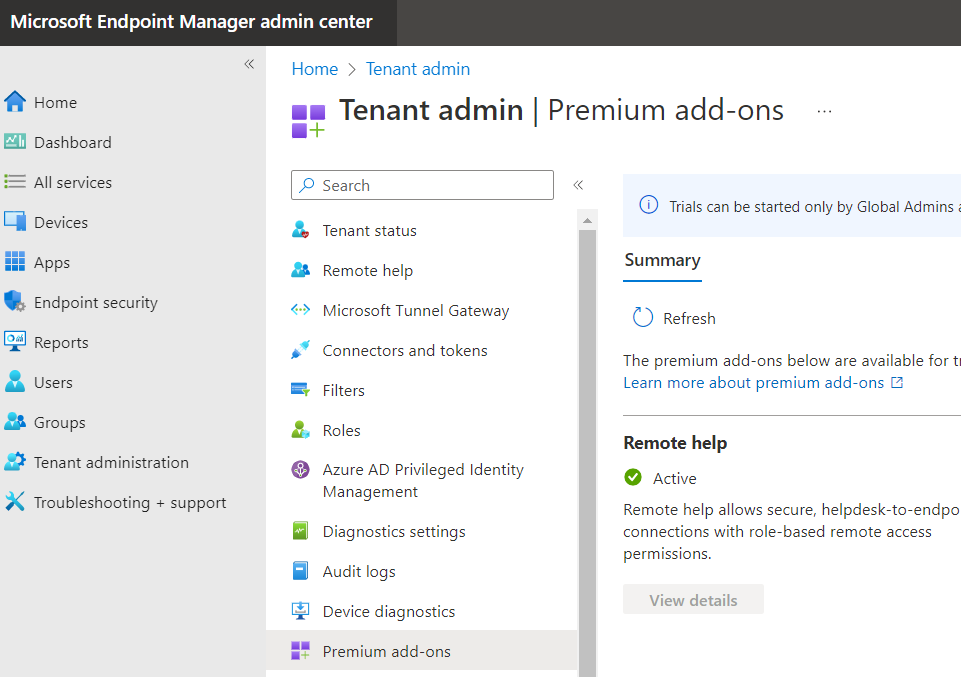 Microsoft Endpoint Manager admin center
Home
Dashboard
All services
Devices
Apps
Endpoint security
Reports
Users
Groups
Tenant administration
Troubleshooting + support
Home > Tenant admin
Tenant admin | Premium add-ons ...
Search
Tenant status
Remote help
Microsoft Tunnel Gateway
Connectors and tokens
Filters
Roles
Azure AD Privileged Identity
Management
Diagnostics settings
Audit logs
Device diagnostics
Premium add-ons
Trials can be started only by Global Admins
Summary
Refresh
The premium add-ons below are available for
Learn more about premium add-ons
Remote help
Active
Remote help allows secure, helpdesk-to-endpo
connections with role-based remote access
permissions.
View details